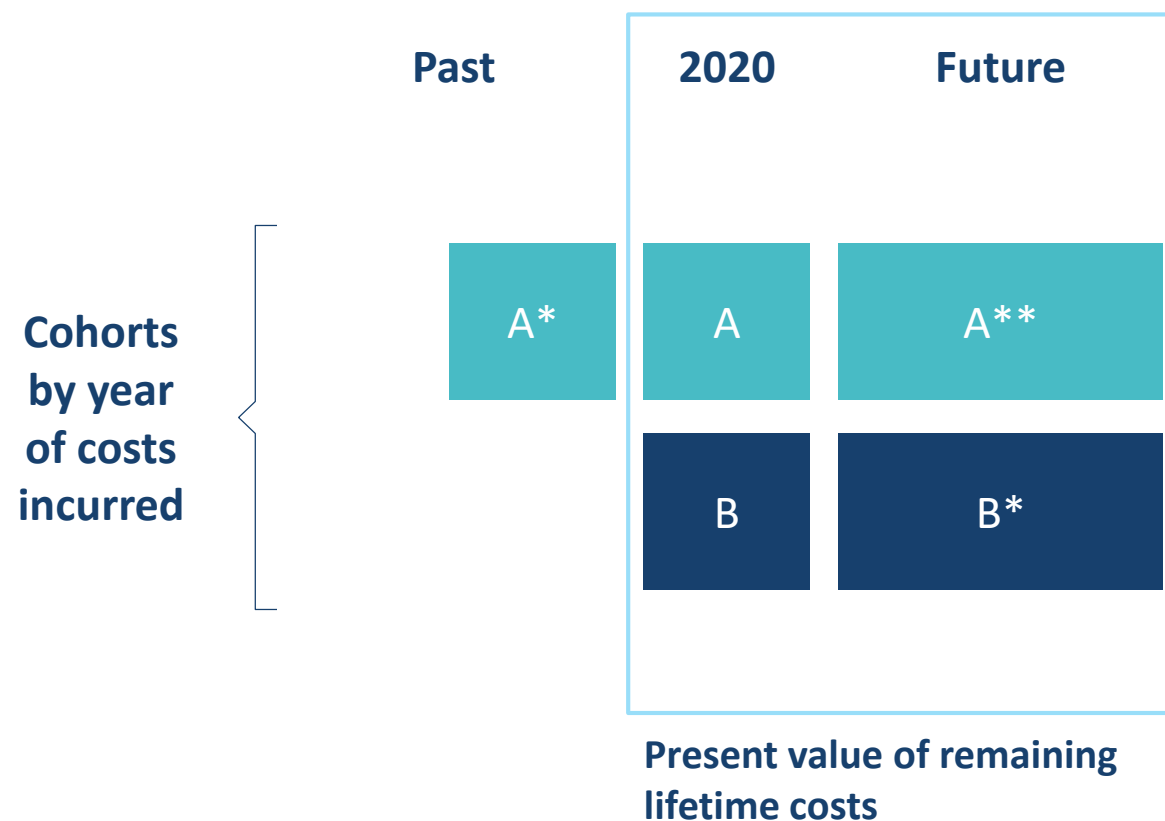 Past 2020 Future
Cohorts
by year
of costs
incurred
A* A A**
B B*
Present value of remaining
lifetime costs